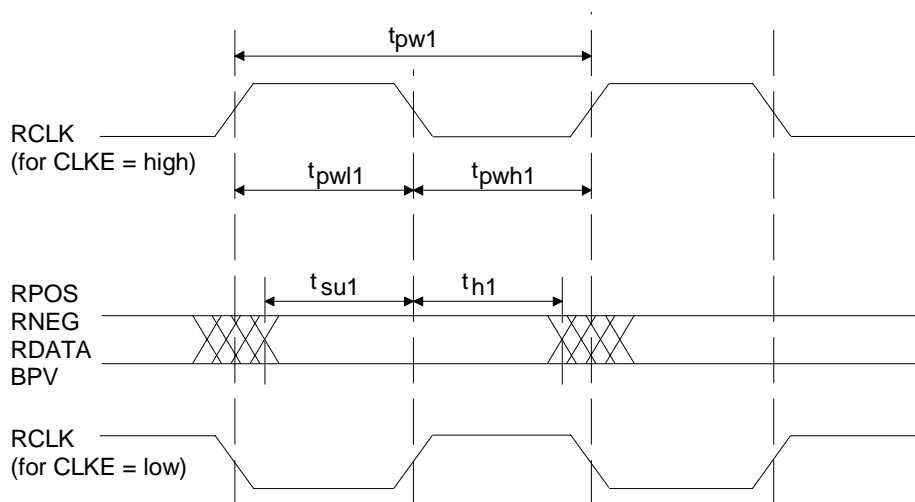 tpw1
RCLK
(for CLKE = high)
tpwl1
tpwh1
tsu1
th1
RPOS
RNEG
RDATA
BPV
RCLK
(for CLKE = low)